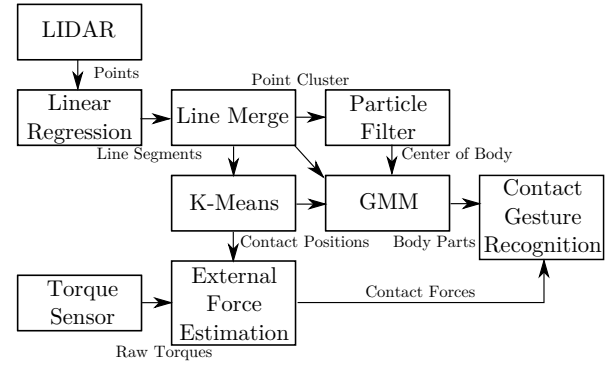 LIDAR
Points
Point Cluster
Linear
Regression
Line Merge
Particle
Filter
Line Segments
Center of Body
K-Means
GMM
Contact
Gesture
Recognition
Contact Positions
Body Parts
Torque
Sensor
External
Force
Estimation
Contact Forces
Raw Torques